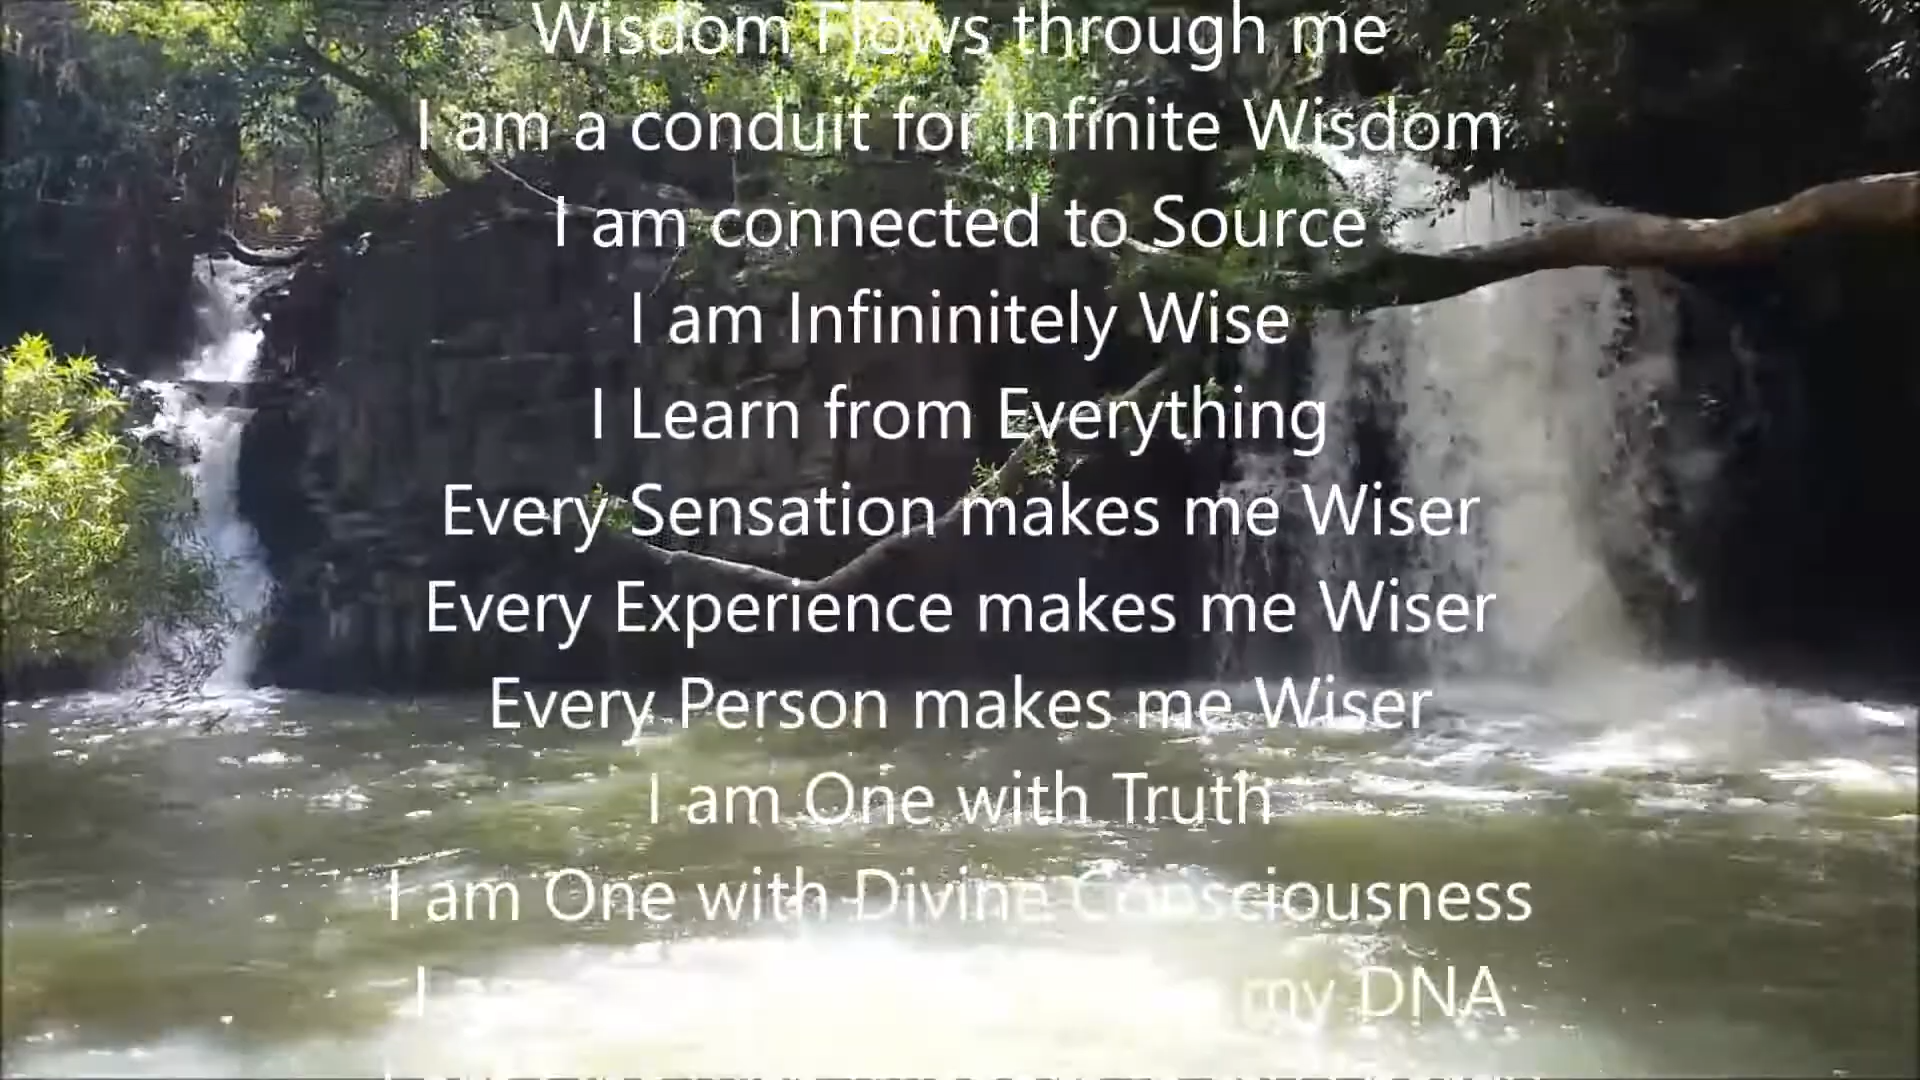 Wisdom Flows through me
I am a conduit for Infinite Wisdom
I am connected to Source
I am Infininitely Wise
I Learn from Everything
Every Sensation makes me Wiser
Every Experience makes me Wiser
Every Person makes me Wiser
I am One with Truth
I am One with Divine Consciousness
I my DNA